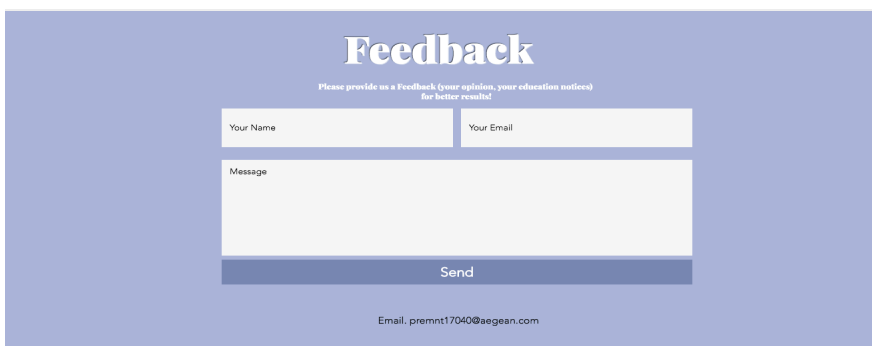 Feedback
Please provide us a Feedback (your opinion, your education notices)
for better results!
Your Name
Your Email
Message
Send
Email. premnt17040@aegean.com